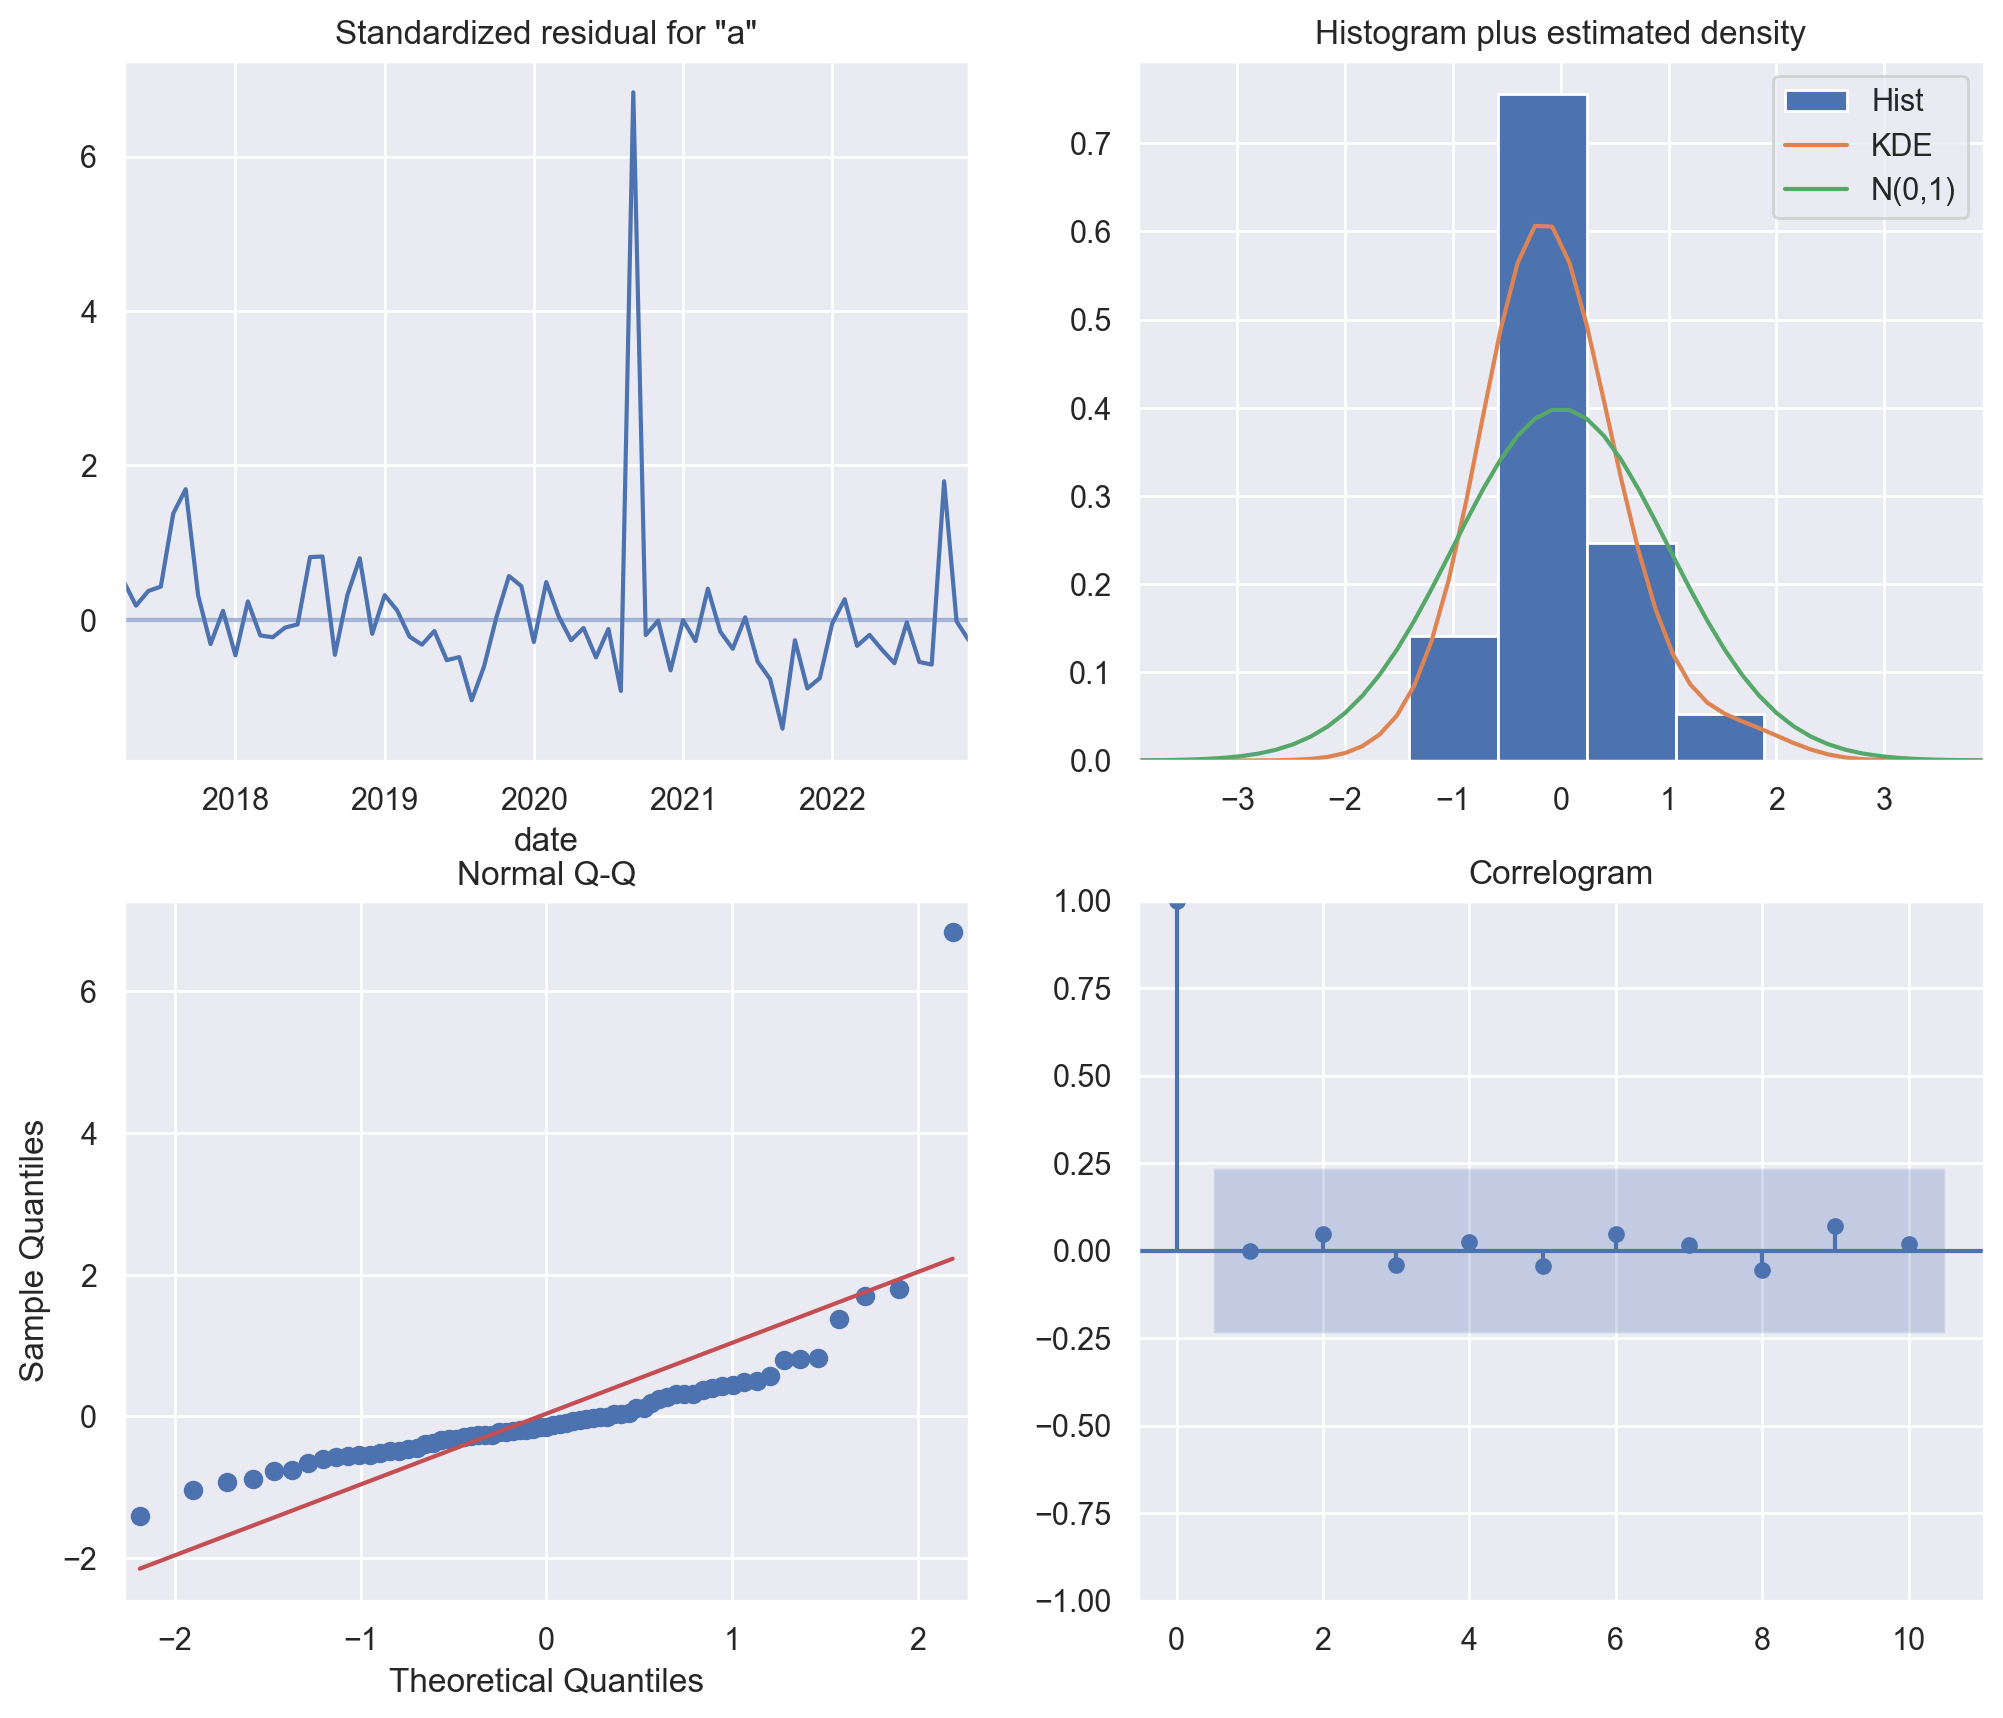 Standardized residual for "a"
6
4
2
0
2018 2019 2020 2021 2022
date
Histogram plus estimated density
Hist
KDE
N(0,1)
0.7
0.6
0.5
0.4
0.3
0.2
0.1
0.0
−3 −2 −1 0 1 2 3
Normal Q-Q
Sample Quantiles
6
4
2
0
−2
−2 −1 0 1 2
Theoretical Quantiles
Correlogram
1.00
0.75
0.50
0.25
0.00
−0.25
−0.50
−0.75
−1.00
0 2 4 6 8 10